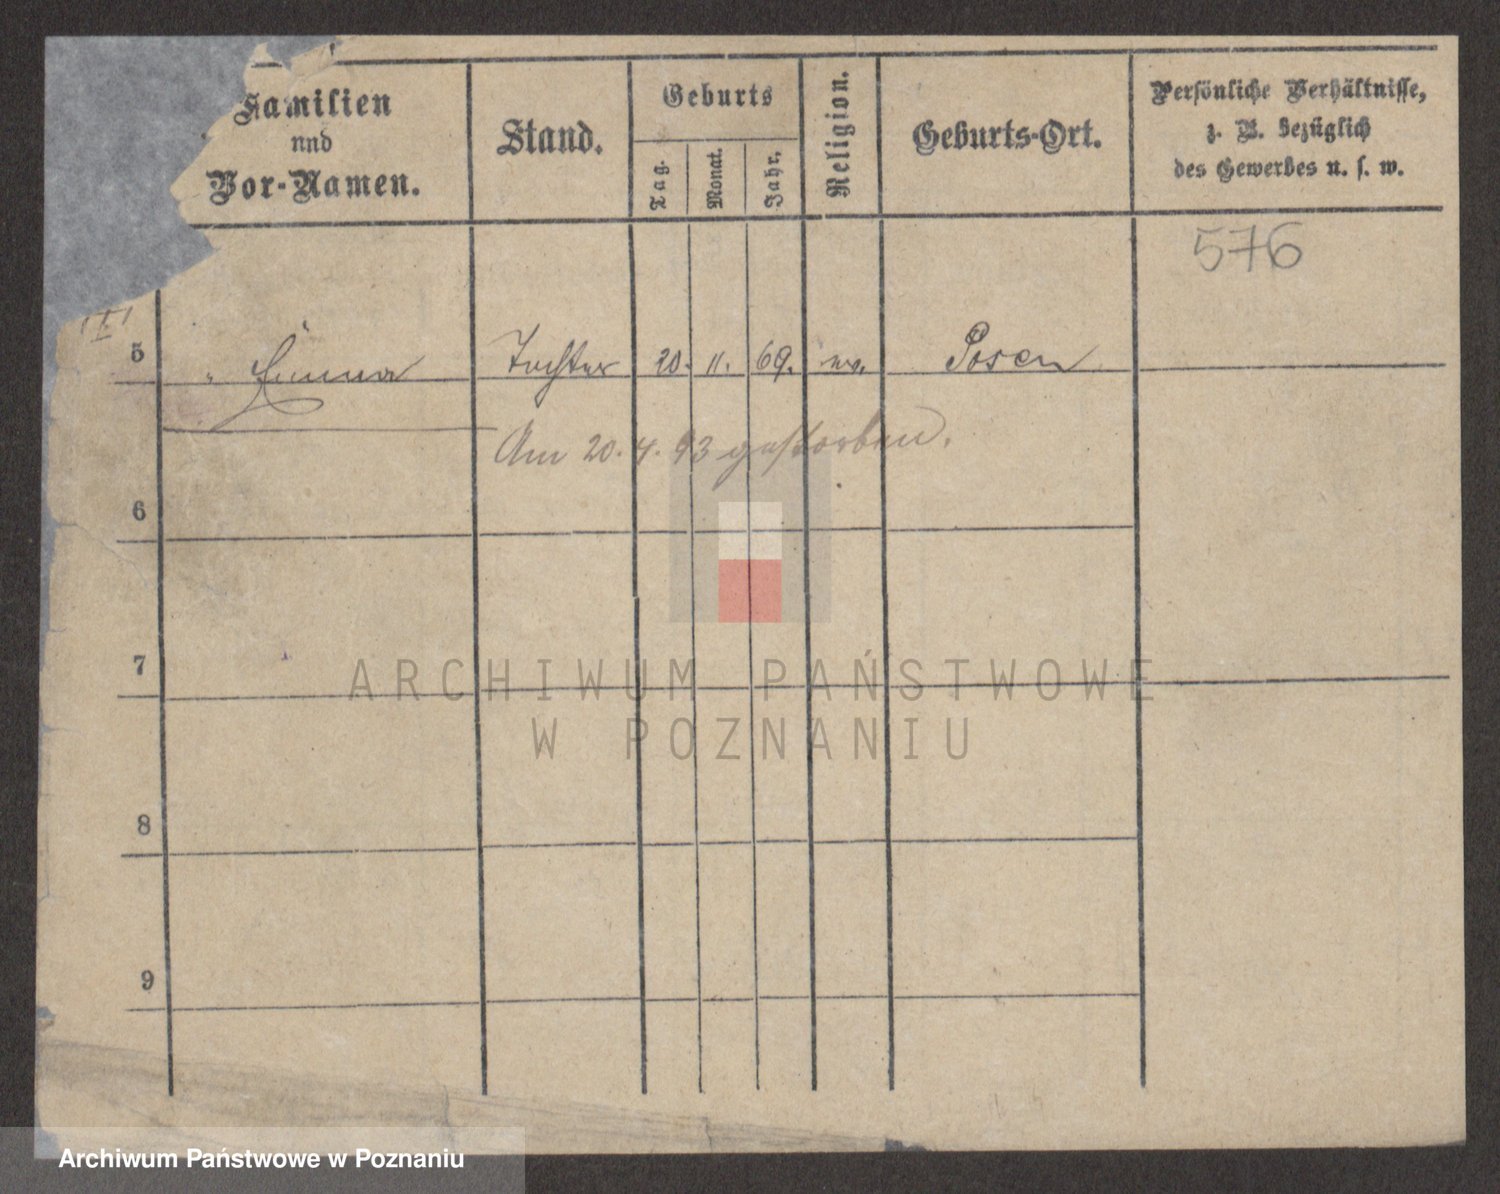 Familien
und
Vor-Namen.
Stand.
Geburts
Tag.
Monat.
Jahr.
Religion.
Geburts-Ort.
Persönliche Verhältnisse,
z. B. bezüglich
des Gewerbes u. s. w.
576
5 " Emma Tochter 20. 11. 69. Posen
Am 20. 4. 93 gestorben.
6
7
ARCHIWUM PAŃSTWOWE
W POZNANIU
8
9
Archiwum Państwowe w Poznaniu